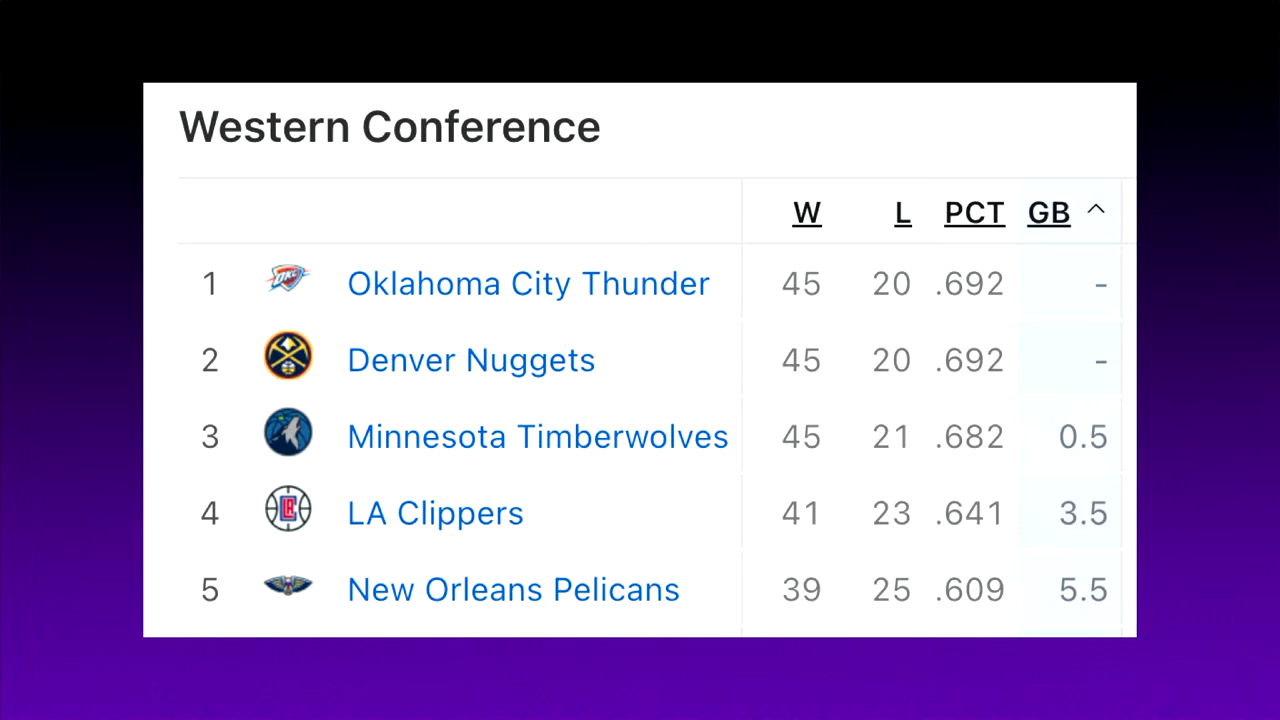 Western Conference
W L PCT GB ^
1 Oklahoma City Thunder 45 20 .692 -
2 Denver Nuggets 45 20 .692 -
3 Minnesota Timberwolves 45 21 .682 0.5
4 LA Clippers 41 23 .641 3.5
5 New Orleans Pelicans 39 25 .609 5.5